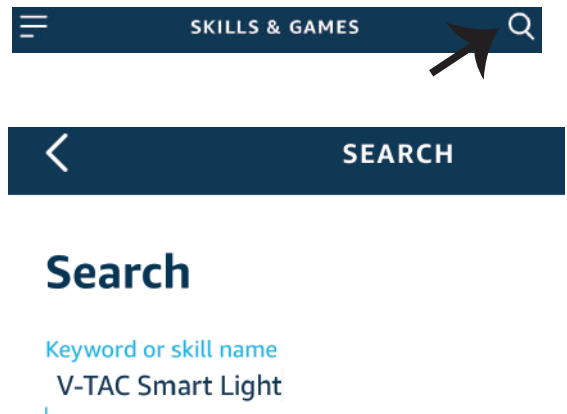 SKILLS & GAMES
SEARCH
Search
Keyword or skill name
V-TAC Smart Light